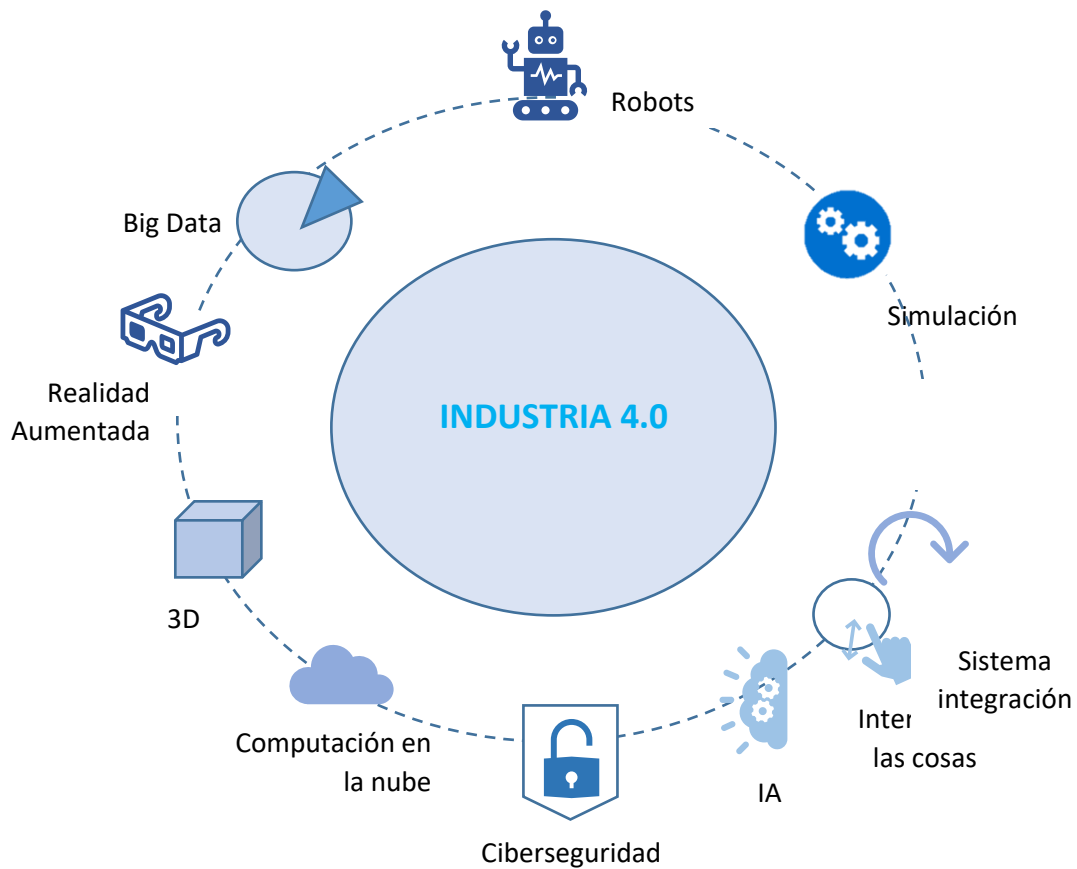 Robots
Big Data
Simulación
Realidad
Aumentada
INDUSTRIA 4.0
3D
Sistema
integración
Computación en
la nube
las cosas
IA
Ciberseguridad